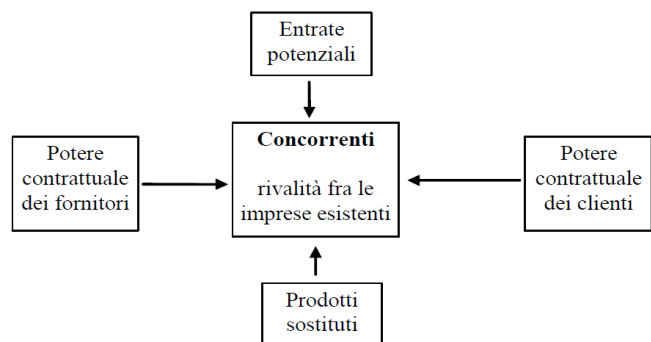 Entrate
potenziali
Concorrenti
rivalità fra le
imprese esistenti
Potere
contrattuale
dei fornitori
Potere
contrattuale
dei clienti
Prodotti
sostituti